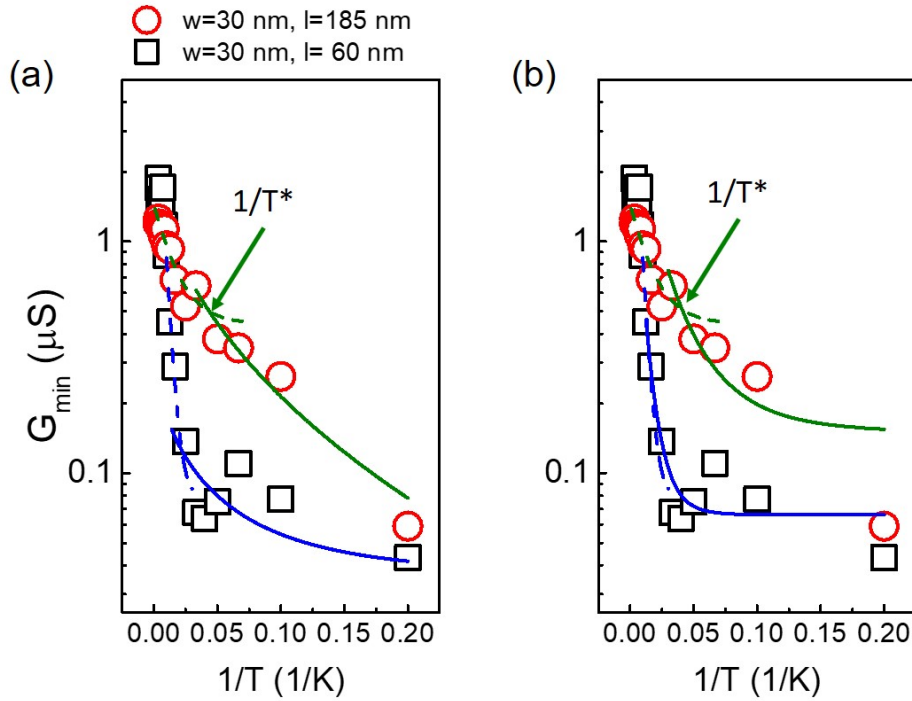 w=30 nm, l=185 nm
w=30 nm, l= 60 nm
(a)
(b)
1/T*
1/T*
1
1
G_min (μS)
0.1
0.1
0.00 0.05 0.10 0.15 0.20
0.00 0.05 0.10 0.15 0.20
1/T (1/K)
1/T (1/K)